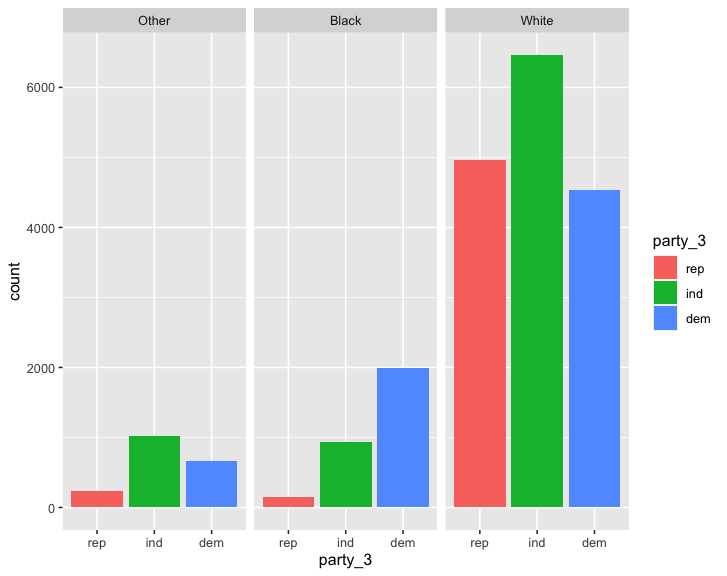 Other Black White
6000
4000
2000
0
count
rep ind dem rep ind dem rep ind dem
party_3
party_3
rep
ind
dem